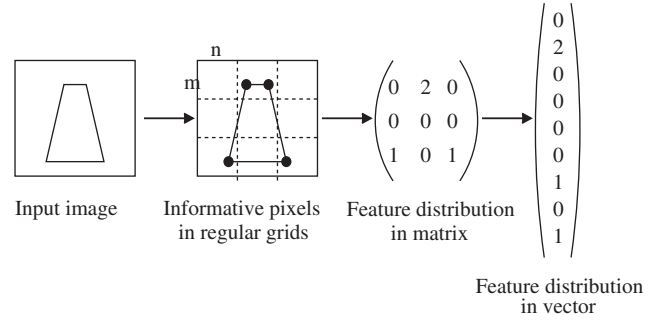 n
m
0 2 0
0 0 0
1 0 1
0
2
0
0
0
0
1
0
1
Input image
Informative pixels
in regular grids
Feature distribution
in matrix
Feature distribution
in vector